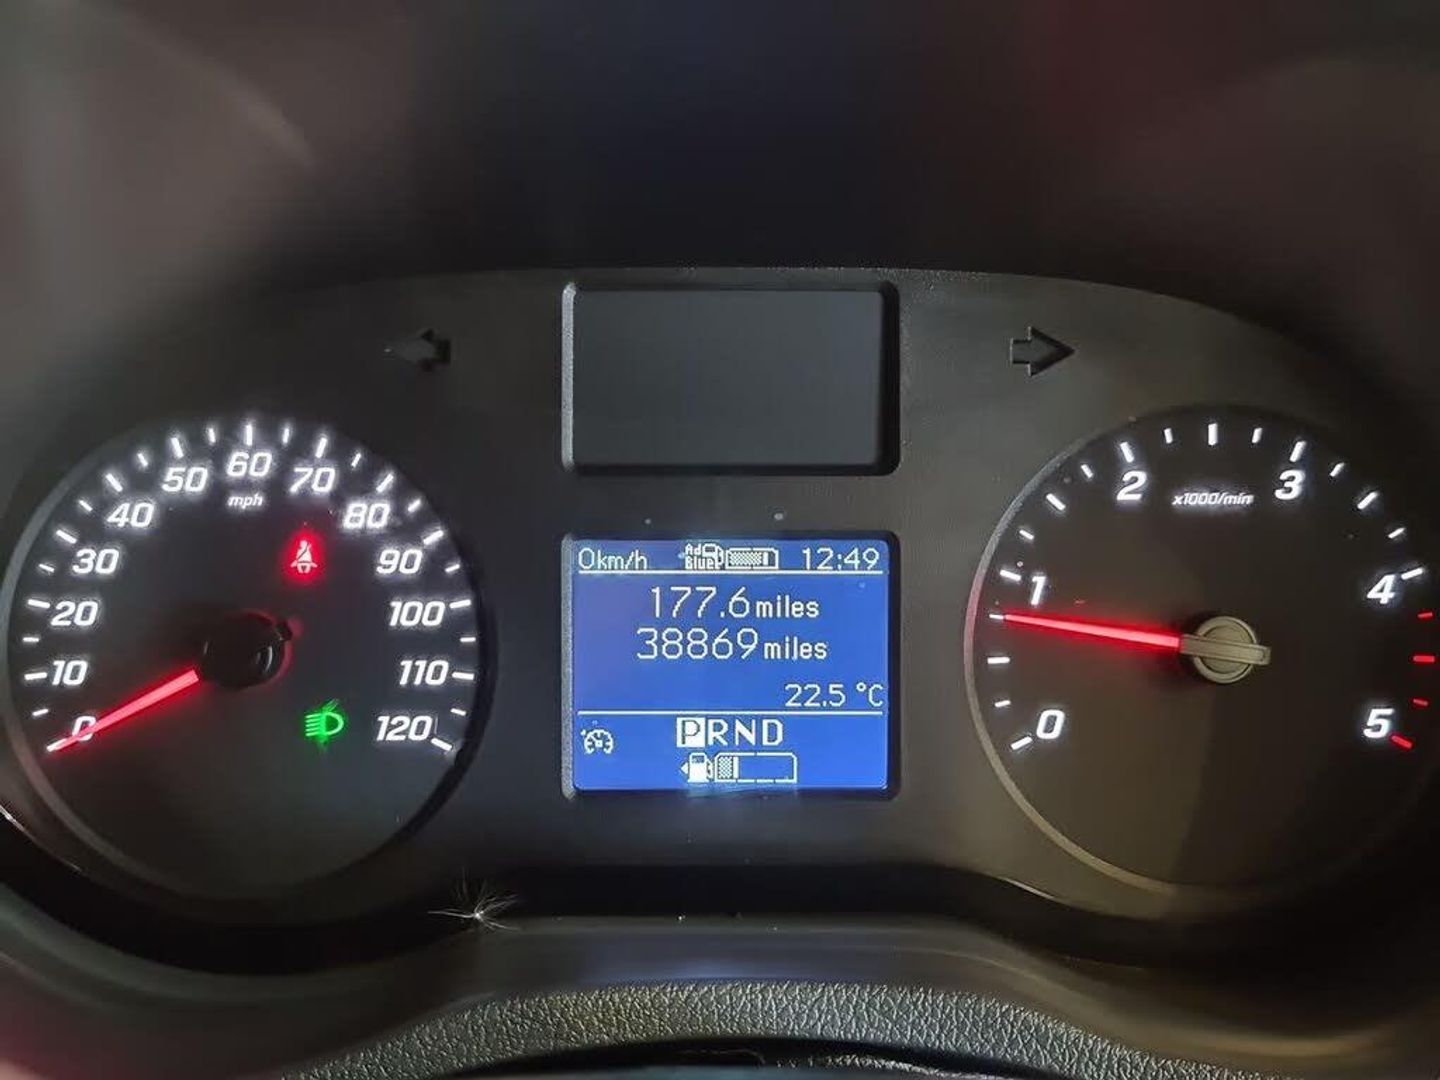 0 10 20 30 40 50 60 70 80 90 100 110 120
mph
0km/h Ad Blue 12:49
177.6 miles
38869 miles
22.5 °C
PRND
0 1 2 3 4 5
x1000/min